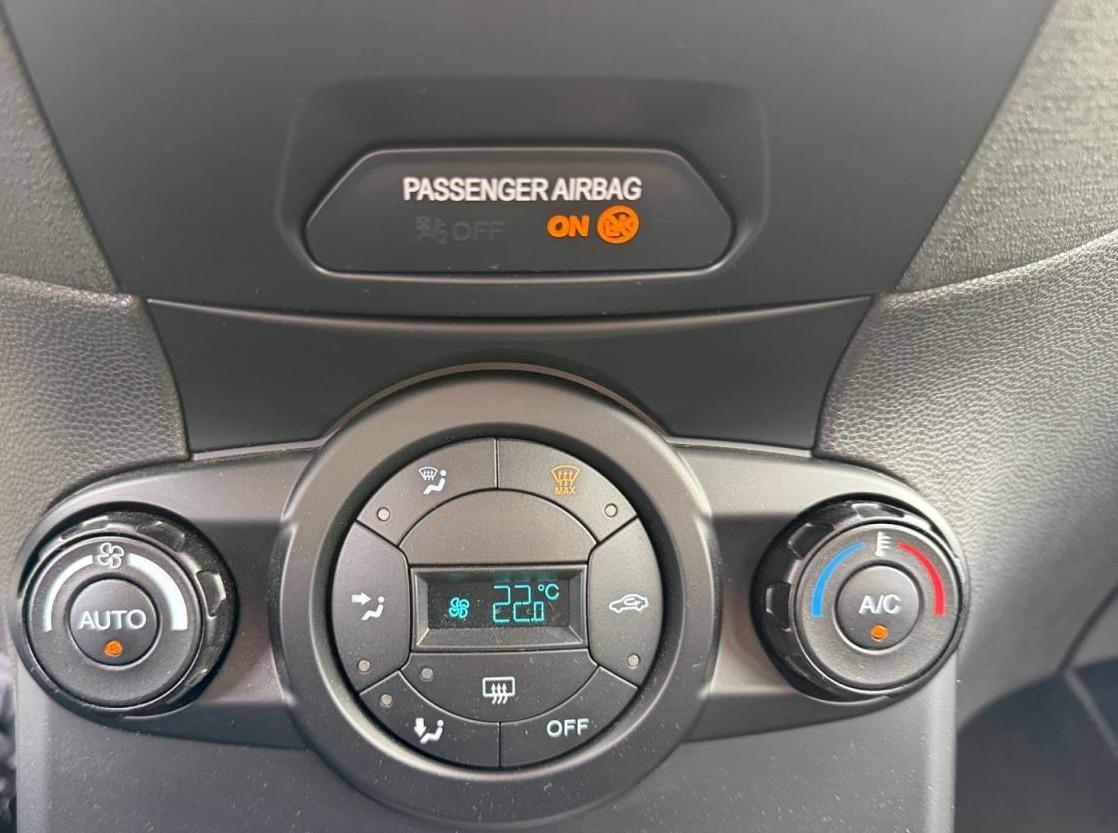 PASSENGER AIRBAG
OFF ON
MAX
AUTO
22.0 °C
A/C
OFF